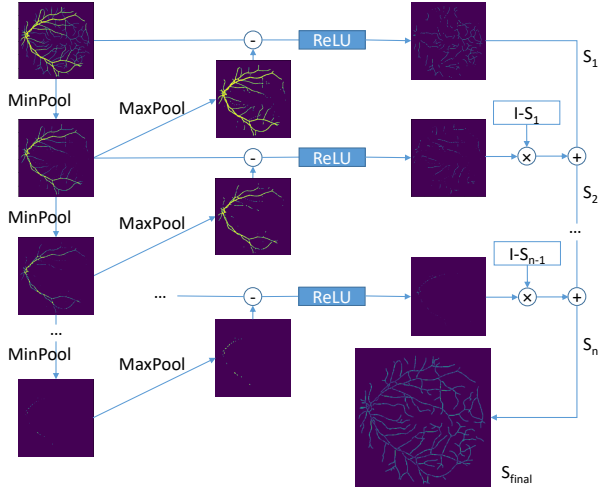 -
ReLU
S1
MinPool
MaxPool
I-S1
-
ReLU
×
+
S2
MinPool
MaxPool
...
I-Sn-1
...
-
ReLU
×
+
...
MinPool
MaxPool
Sn
Sfinal